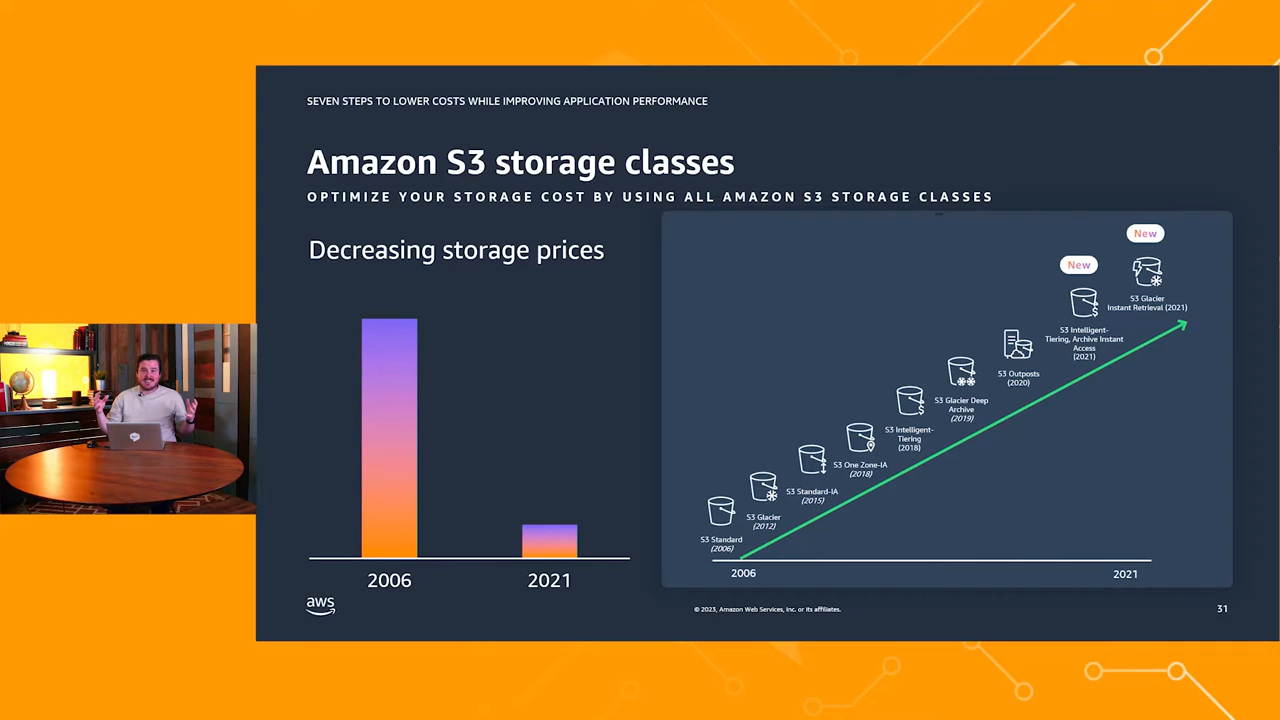 SEVEN STEPS TO LOWER COSTS WHILE IMPROVING APPLICATION PERFORMANCE
Amazon S3 storage classes
OPTIMIZE YOUR STORAGE COST BY USING ALL AMAZON S3 STORAGE CLASSES
Decreasing storage prices
2006
2021
S3 Standard
(2006)
S3 Glacier
(2012)
S3 Standard-IA
(2015)
S3 One Zone-IA
(2018)
S3 Intelligent-
Tiering
(2018)
S3 Glacier Deep
Archive
(2019)
S3 Outposts
(2020)
New
S3 Intelligent-
Tiering, Archive Instant
Access
(2021)
New
S3 Glacier
Instant Retrieval (2021)
2006
2021
aws
© 2023, Amazon Web Services, Inc. or its affiliates.
31